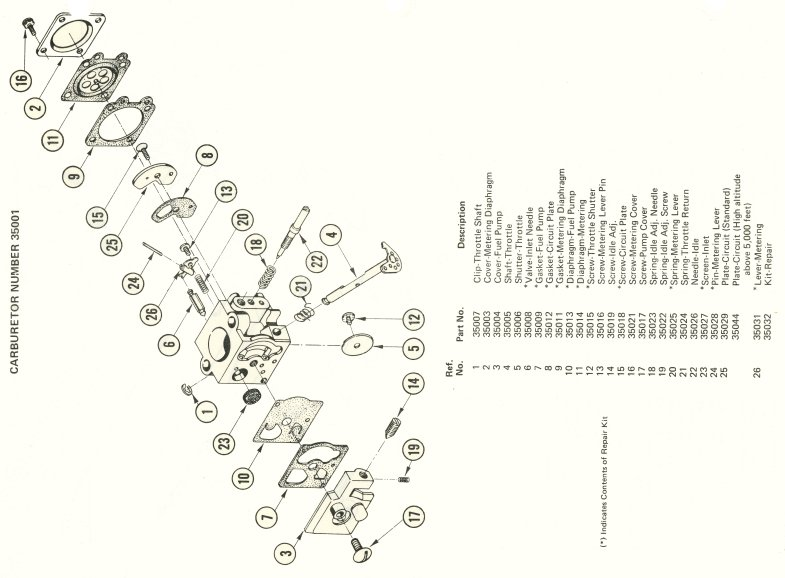 CARBURETOR NUMBER 35001
16
2
11
9
15
25
8
13
24
26
20
6
18
22
4
21
12
5
1
23
14
10
19
7
3
17
Ref. No. Part No. Description
1 35007 Clip-Throttle Shaft
2 35003 Cover-Metering Diaphragm
3 35004 Cover-Fuel Pump
4 35005 Shaft-Throttle
5 35006 Shutter-Throttle
6 35008 *Valve-Inlet Needle
7 35009 *Gasket-Fuel Pump
8 35012 *Gasket-Circuit Plate
9 35011 *Gasket-Metering Diaphragm
10 35013 *Diaphragm-Fuel Pump
11 35014 *Diaphragm-Metering
12 35015 *Screw-Throttle Shutter
13 35016 Screw-Metering Lever Pin
14 35019 Screw-Idle Adj.
15 35018 *Screw-Circuit Plate
16 35021 Screw-Metering Cover
17 35017 Screw-Pump Cover
18 35023 Spring-Idle Adj. Needle
19 35022 Spring-Idle Adj. Screw
20 35025 *Spring-Metering Lever
21 35024 Spring-Throttle Return
22 35026 Needle-Idle
23 35027 *Screen-Inlet
24 35028 *Pin-Metering Lever
25 35029 Plate-Circuit (Standard)
35044 Plate-Circuit (High altitude
above 5,000 feet)
26 35031 *Lever-Metering
35032 Kit-Repair
(*) Indicates Contents of Repair Kit